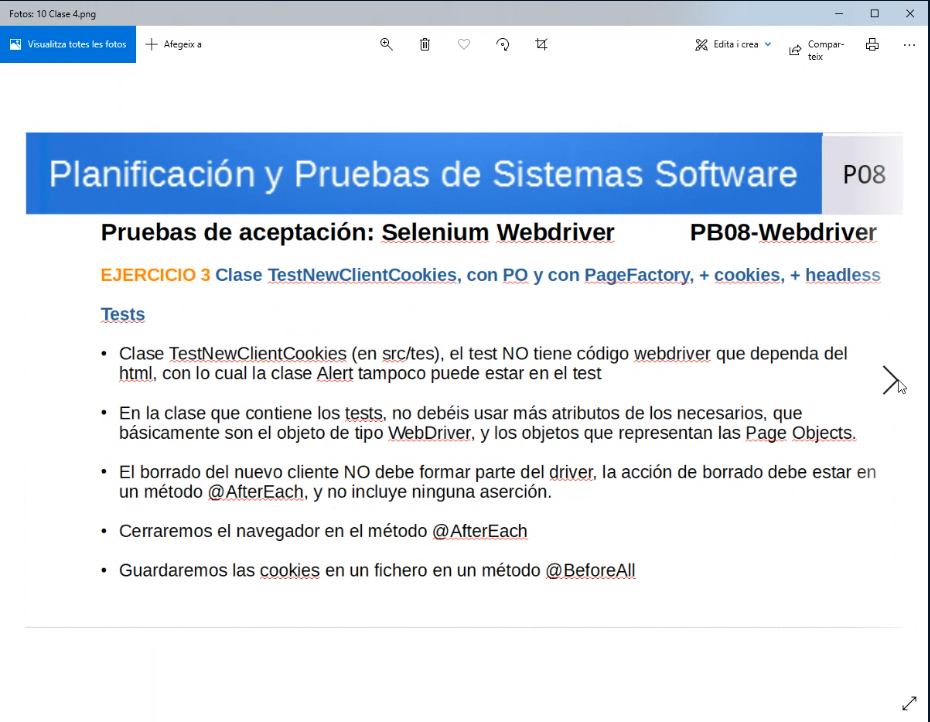 Fotos: 10 Clase 4.png
Visualitza totes les fotos
Afegeix a
Edita i crea
Compar-
teix
Planificación y Pruebas de Sistemas Software
P08
Pruebas de aceptación: Selenium Webdriver PB08-Webdriver
EJERCICIO 3 Clase TestNewClientCookies, con PO y con PageFactory, + cookies, + headless
Tests
• Clase TestNewClientCookies (en src/tes), el test NO tiene código webdriver que dependa del
html, con lo cual la clase Alert tampoco puede estar en el test
• En la clase que contiene los tests, no debéis usar más atributos de los necesarios, que
básicamente son el objeto de tipo WebDriver, y los objetos que representan las Page Objects.
• El borrado del nuevo cliente NO debe formar parte del driver, la acción de borrado debe estar en
un método @AfterEach, y no incluye ninguna aserción.
• Cerraremos el navegador en el método @AfterEach
• Guardaremos las cookies en un fichero en un método @BeforeAll